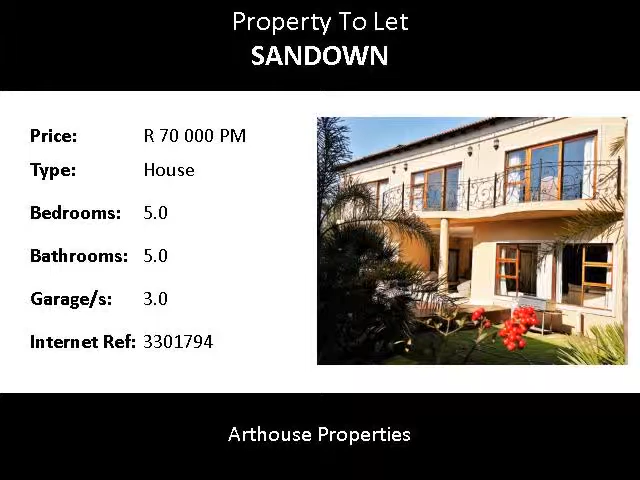 Property To Let
SANDOWN
Price: R 70 000 PM
Type: House
Bedrooms: 5.0
Bathrooms: 5.0
Garage/s: 3.0
Internet Ref: 3301794
Arthouse Properties